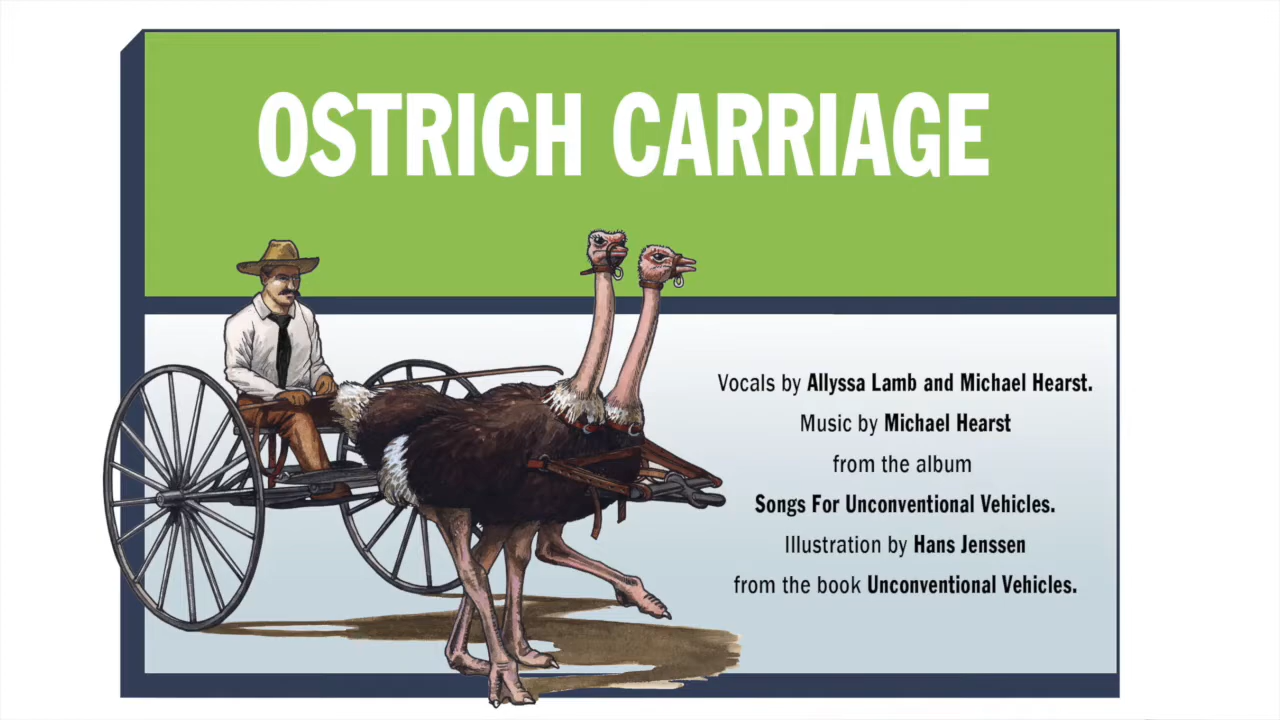 OSTRICH CARRIAGE
Vocals by Allyssa Lamb and Michael Hearst.
Music by Michael Hearst
from the album
Songs For Unconventional Vehicles.
Illustration by Hans Jenssen
from the book Unconventional Vehicles.